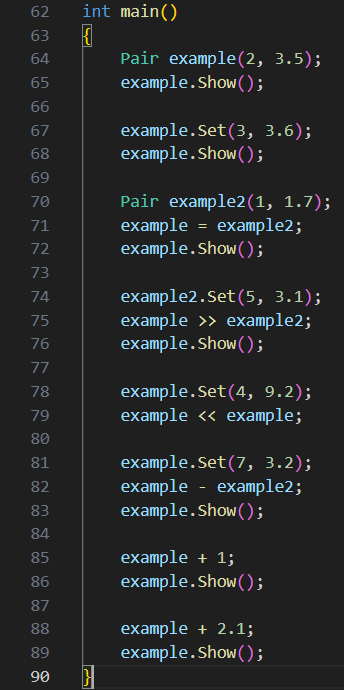 62 int main()
63 {
64 Pair example(2, 3.5);
65 example.Show();
66
67 example.Set(3, 3.6);
68 example.Show();
69
70 Pair example2(1, 1.7);
71 example = example2;
72 example.Show();
73
74 example2.Set(5, 3.1);
75 example >> example2;
76 example.Show();
77
78 example.Set(4, 9.2);
79 example << example;
80
81 example.Set(7, 3.2);
82 example - example2;
83 example.Show();
84
85 example + 1;
86 example.Show();
87
88 example + 2.1;
89 example.Show();
90 }